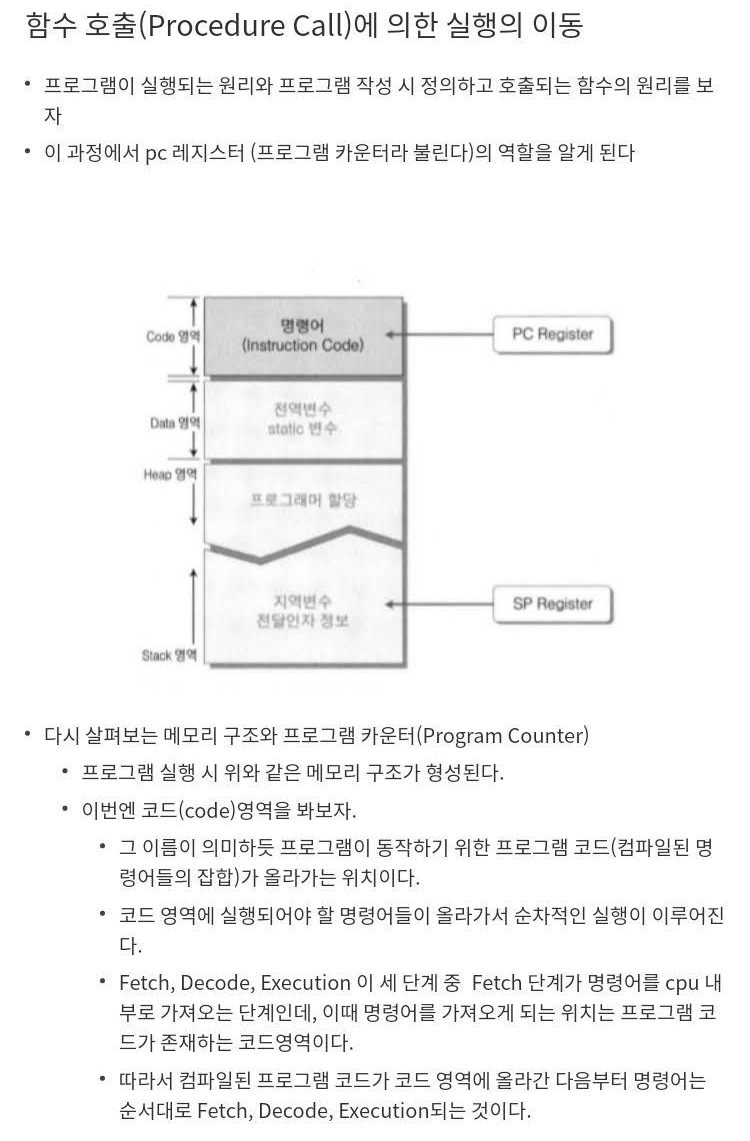 함수 호출(Procedure Call)에 의한 실행의 이동
• 프로그램이 실행되는 원리와 프로그램 작성 시 정의하고 호출되는 함수의 원리를 보
자
• 이 과정에서 pc 레지스터 (프로그램 카운터라 불린다)의 역할을 알게 된다
Code 영역
명령어
(Instruction Code)
PC Register
Data 영역
전역변수
static 변수
Heap 영역
프로그래머 할당
지역변수
전달인자 정보
SP Register
Stack 영역
• 다시 살펴보는 메모리 구조와 프로그램 카운터(Program Counter)
• 프로그램 실행 시 위와 같은 메모리 구조가 형성된다.
• 이번엔 코드(code)영역을 봐보자.
• 그 이름이 의미하듯 프로그램이 동작하기 위한 프로그램 코드(컴파일된 명
령어들의 잡합)가 올라가는 위치이다.
• 코드 영역에 실행되어야 할 명령어들이 올라가서 순차적인 실행이 이루어진
다.
• Fetch, Decode, Execution 이 세 단계 중 Fetch 단계가 명령어를 cpu 내
부로 가져오는 단계인데, 이때 명령어를 가져오게 되는 위치는 프로그램 코
드가 존재하는 코드영역이다.
• 따라서 컴파일된 프로그램 코드가 코드 영역에 올라간 다음부터 명령어는
순서대로 Fetch, Decode, Execution되는 것이다.